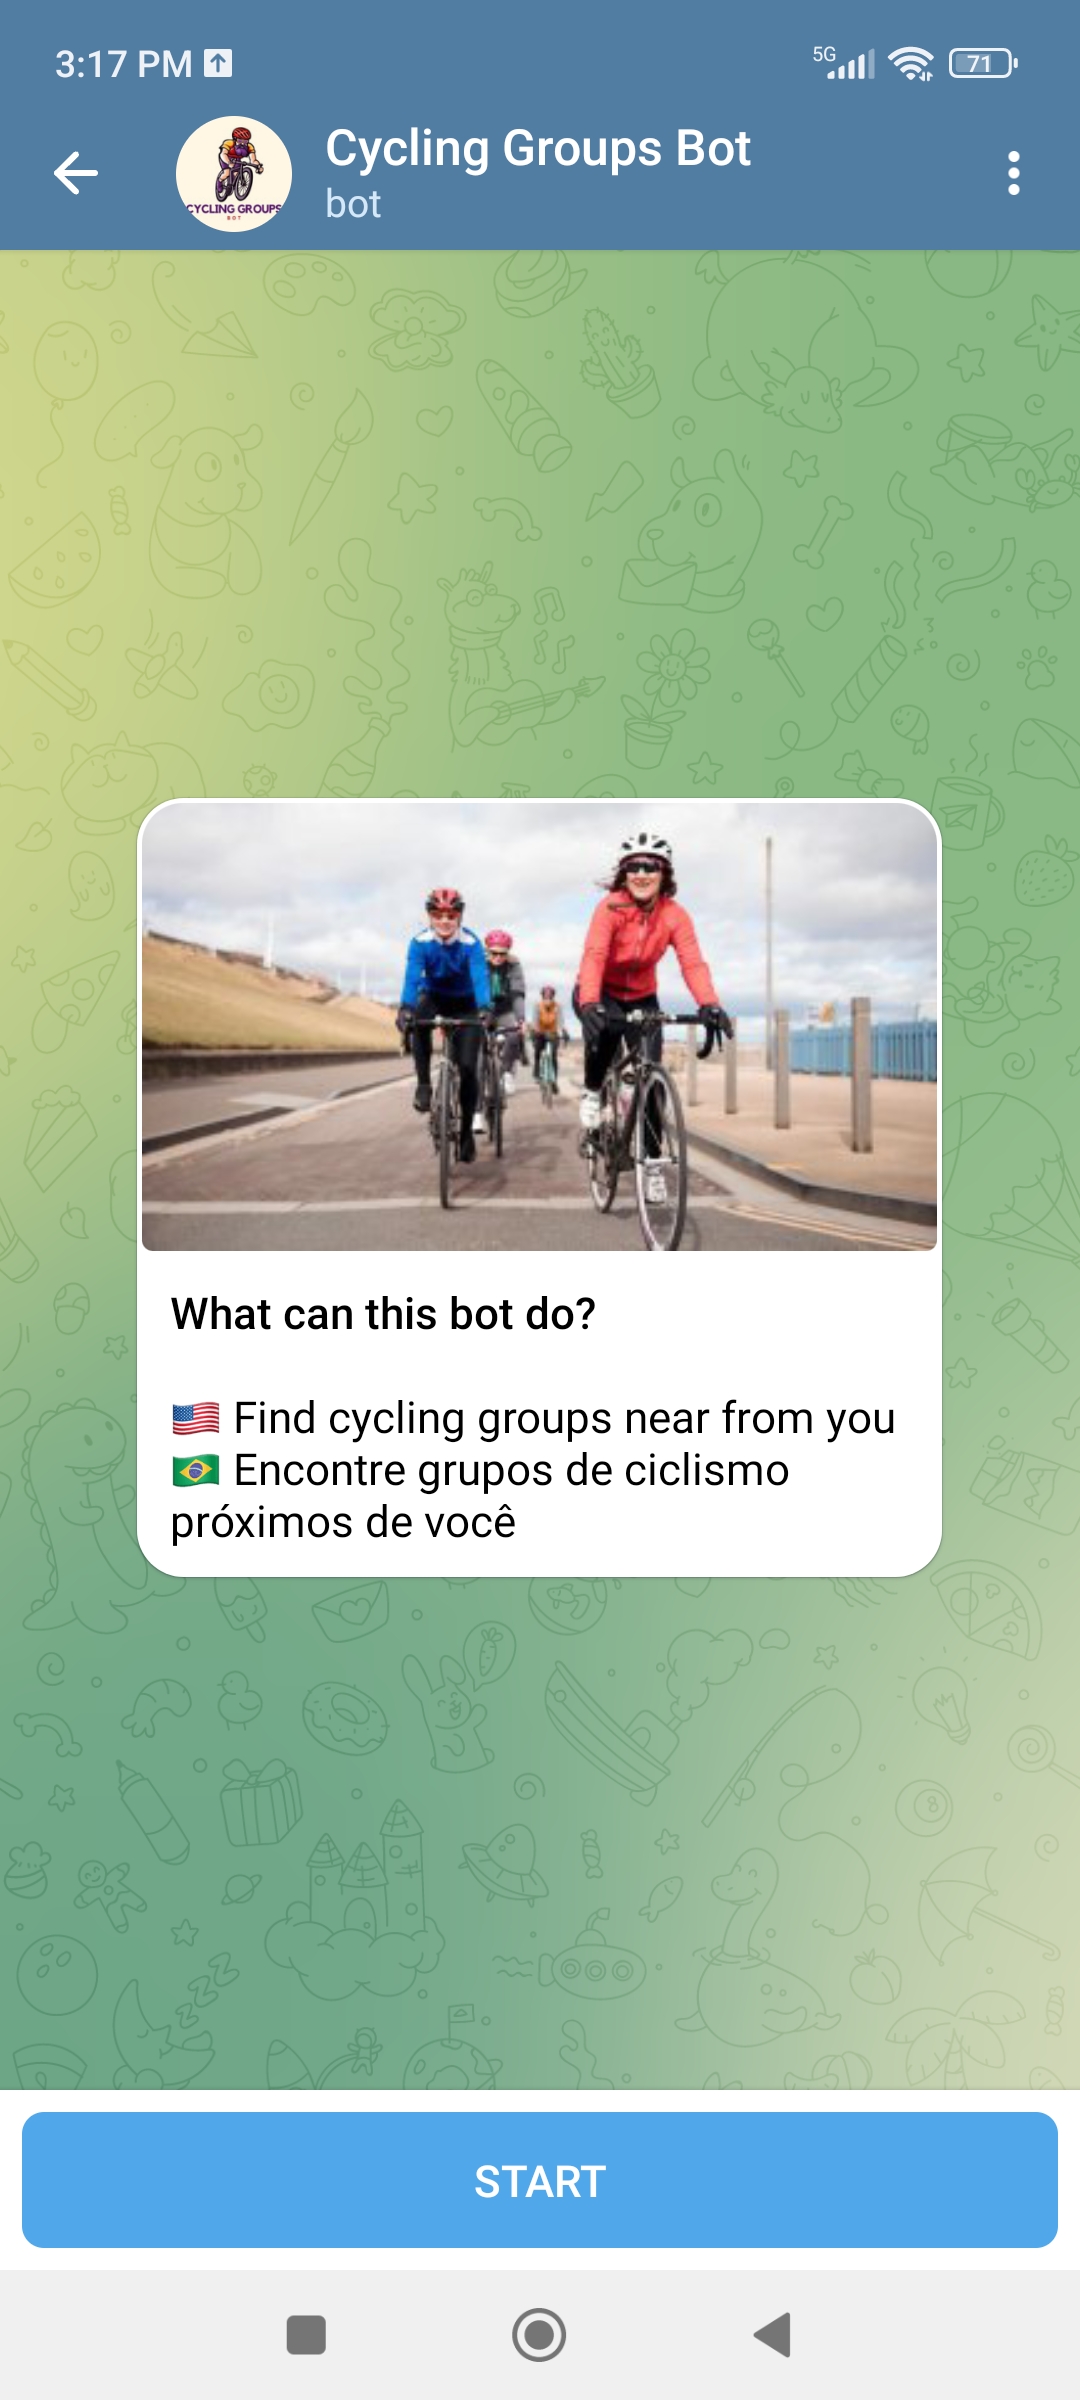 3:17 PM
5G
71
Cycling Groups Bot
bot
CYCLING GROUPS
BOT
What can this bot do?
🇺🇸 Find cycling groups near from you
🇧🇷 Encontre grupos de ciclismo
próximos de você
START